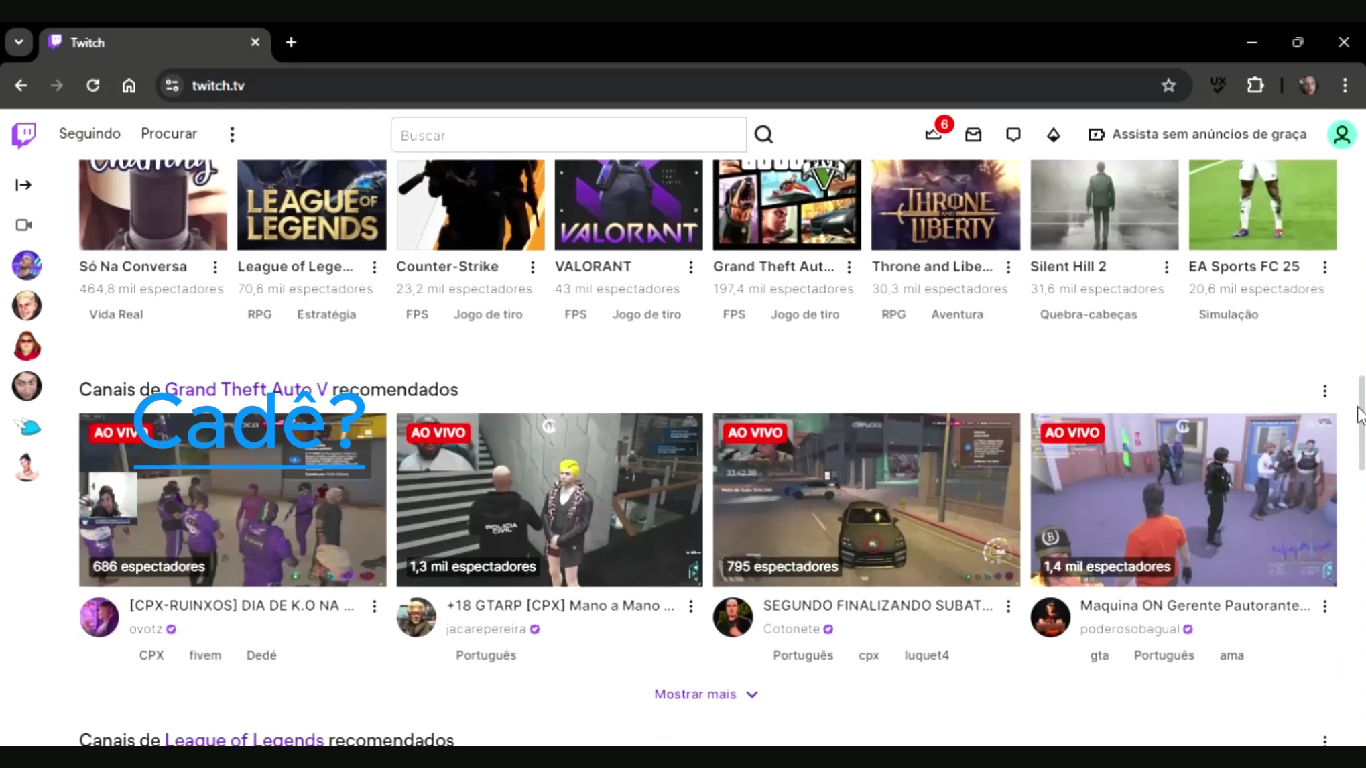 Twitch
twitch.tv
Seguindo Procurar Buscar 6 Assista sem anúncios de graça
LEAGUE OF LEGENDS
VALORANT
THRONE AND LIBERTY
Só Na Conversa League of Lege... Counter-Strike VALORANT Grand Theft Aut... Throne and Libe... Silent Hill 2 EA Sports FC 25
464,8 mil espectadores 70,6 mil espectadores 23,2 mil espectadores 43 mil espectadores 197,4 mil espectadores 30,3 mil espectadores 31,6 mil espectadores 20,6 mil espectadores
Vida Real RPG Estratégia FPS Jogo de tiro FPS Jogo de tiro FPS Jogo de tiro RPG Aventura Quebra-cabeças Simulação
Canais de Grand Theft Auto V recomendados
Cadê?
AO VIVO AO VIVO AO VIVO AO VIVO
POLICIA CIVIL
686 espectadores 1,3 mil espectadores 795 espectadores 1,4 mil espectadores
[CPX-RUINXOS] DIA DE K.O NA ... +18 GTARP [CPX] Mano a Mano ... SEGUNDO FINALIZANDO SUBAT... Maquina ON Gerente Pautorante...
ovotz jacarepereira Cotonete poderosobagual
CPX fivem Dedé Português Português cpx luquet4 gta Português ama
Mostrar mais
Canais de League of Legends recomendados